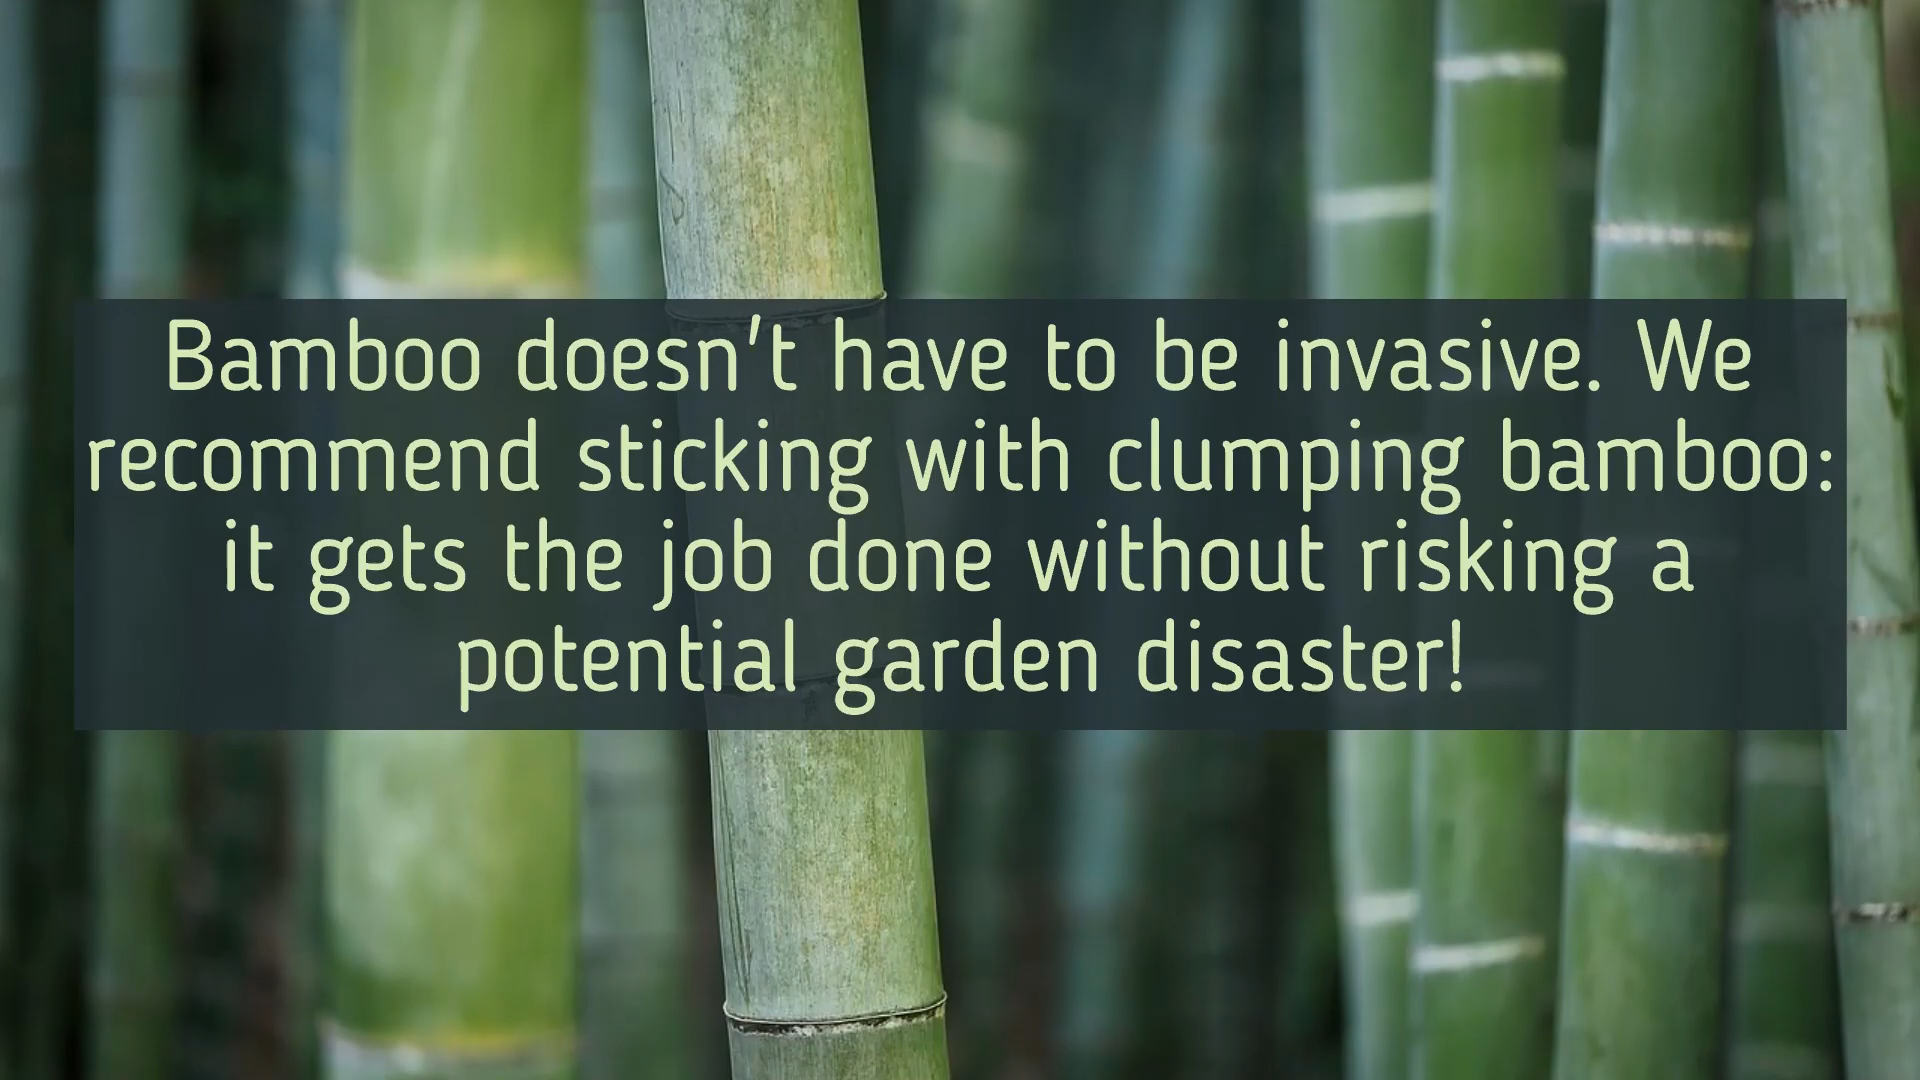 Bamboo doesn't have to be invasive. We
recommend sticking with clumping bamboo:
it gets the job done without risking a
potential garden disaster!